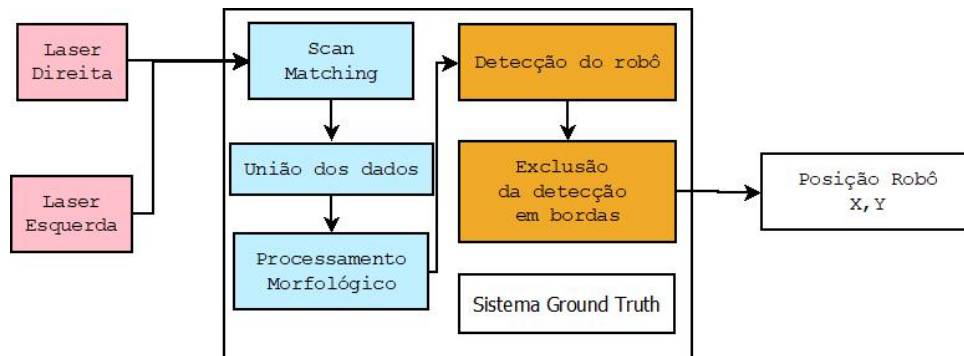 Laser
Direita
Laser
Esquerda
Scan
Matching
União dos dados
Processamento
Morfológico
Detecção do robô
Exclusão
da detecção
em bordas
Sistema Ground Truth
Posição Robô
X,Y